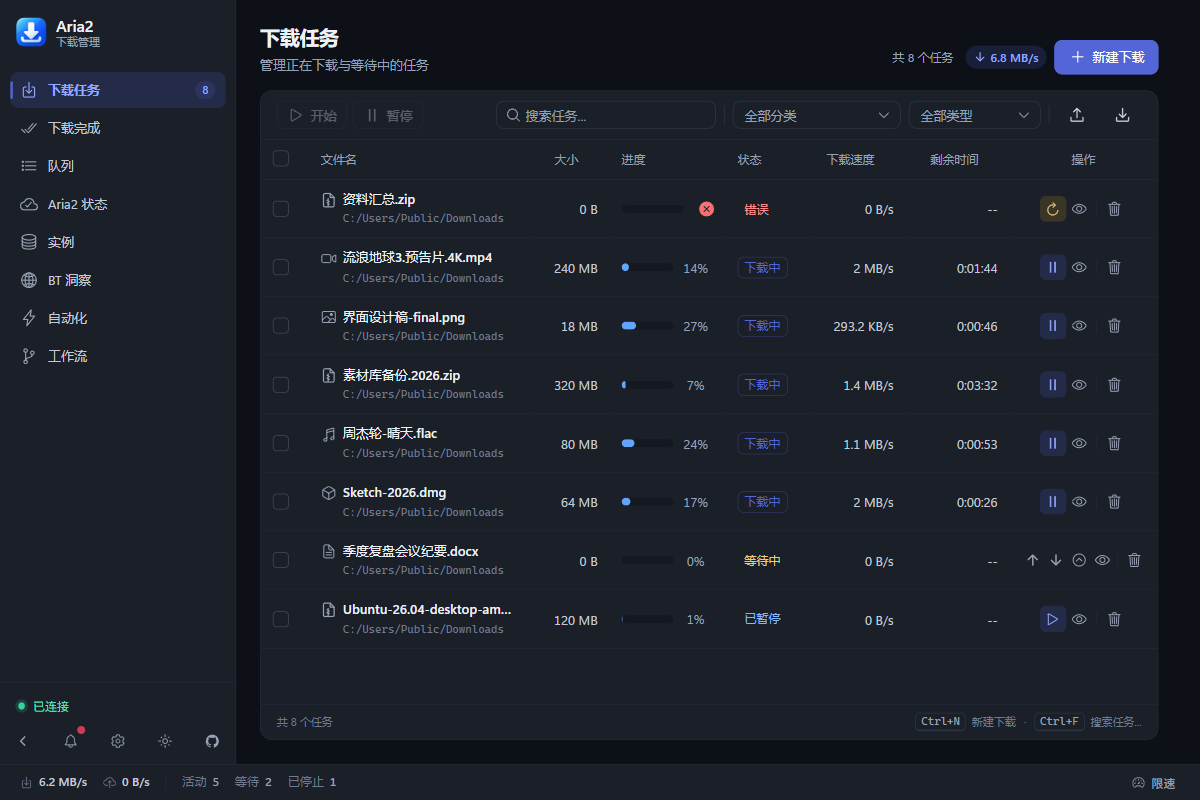 Aria2
下载管理
下载任务 8
下载完成
队列
Aria2 状态
实例
BT 洞察
自动化
工作流
已连接
下载任务
管理正在下载与等待中的任务
共 8 个任务 6.8 MB/s 新建下载
开始 暂停 搜索任务... 全部分类 全部类型
文件名 大小 进度 状态 下载速度 剩余时间 操作
资料汇总.zip
C:/Users/Public/Downloads
0 B 错误 0 B/s --
流浪地球3.预告片.4K.mp4
C:/Users/Public/Downloads
240 MB 14% 下载中 2 MB/s 0:01:44
界面设计稿-final.png
C:/Users/Public/Downloads
18 MB 27% 下载中 293.2 KB/s 0:00:46
素材库备份.2026.zip
C:/Users/Public/Downloads
320 MB 7% 下载中 1.4 MB/s 0:03:32
周杰轮-晴天.flac
C:/Users/Public/Downloads
80 MB 24% 下载中 1.1 MB/s 0:00:53
Sketch-2026.dmg
C:/Users/Public/Downloads
64 MB 17% 下载中 2 MB/s 0:00:26
季度复盘会议纪要.docx
C:/Users/Public/Downloads
0 B 0% 等待中 0 B/s --
Ubuntu-26.04-desktop-am...
C:/Users/Public/Downloads
120 MB 1% 已暂停 0 B/s --
共 8 个任务 Ctrl+N 新建下载 · Ctrl+F 搜索任务...
6.2 MB/s 0 B/s 活动 5 等待 2 已停止 1 限速